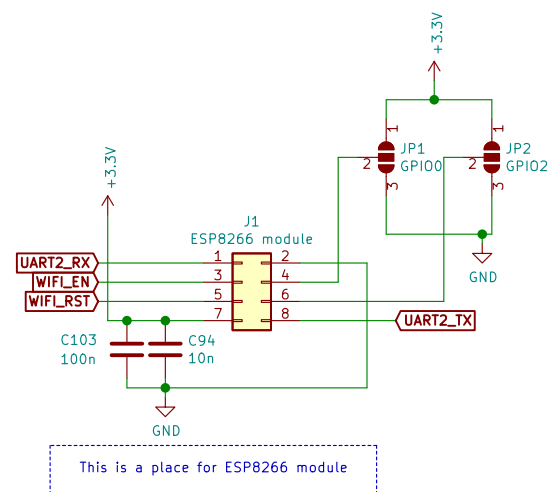 +3.3V
1
JP1
GPIO0
2
3
1
JP2
GPIO2
2
3
GND
+3.3V
J1
ESP8266 module
UART2_RX
1
2
WIFI_EN
3
4
WIFI_RST
5
6
7
8
UART2_TX
C103
100n
C94
10n
GND
This is a place for ESP8266 module